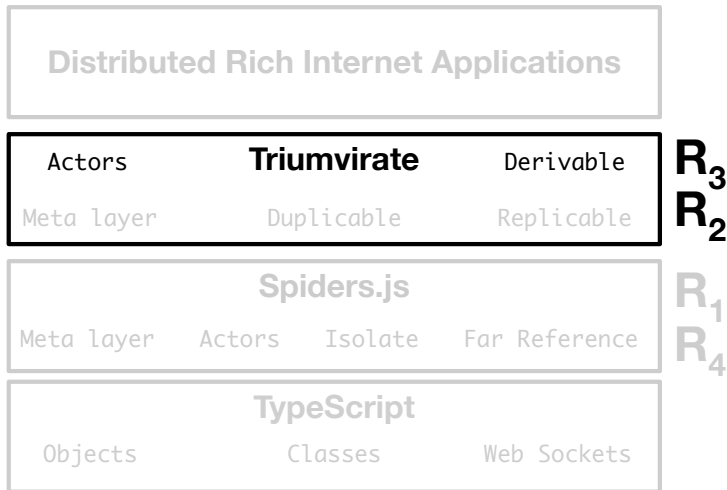 Distributed Rich Internet Applications
Actors Triumvirate Derivable R3
Meta layer Duplicable Replicable R2
Spiders.js R1
Meta layer Actors Isolate Far Reference R4
TypeScript
Objects Classes Web Sockets